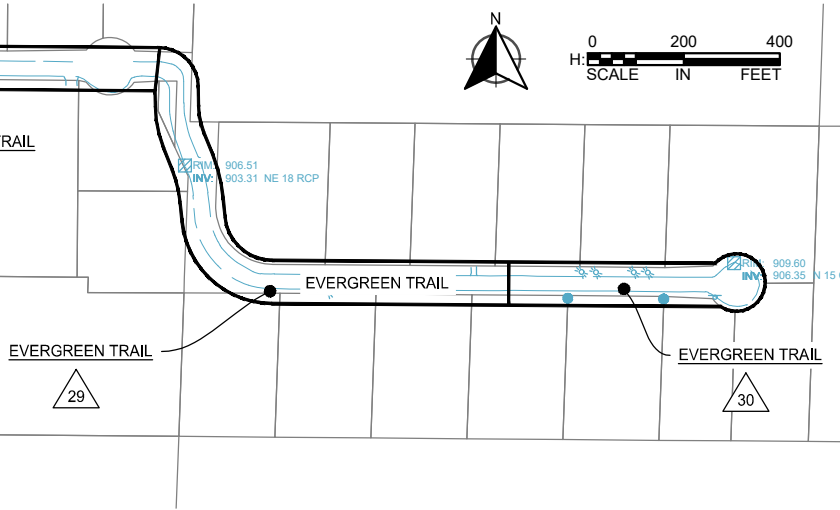 N
0 200 400
H:
SCALE IN FEET
TRAIL
RIM: 906.51
INV: 903.31 NE 18 RCP
EVERGREEN TRAIL
RIM: 909.60
INV: 906.35 N 15
EVERGREEN TRAIL
29
EVERGREEN TRAIL
30